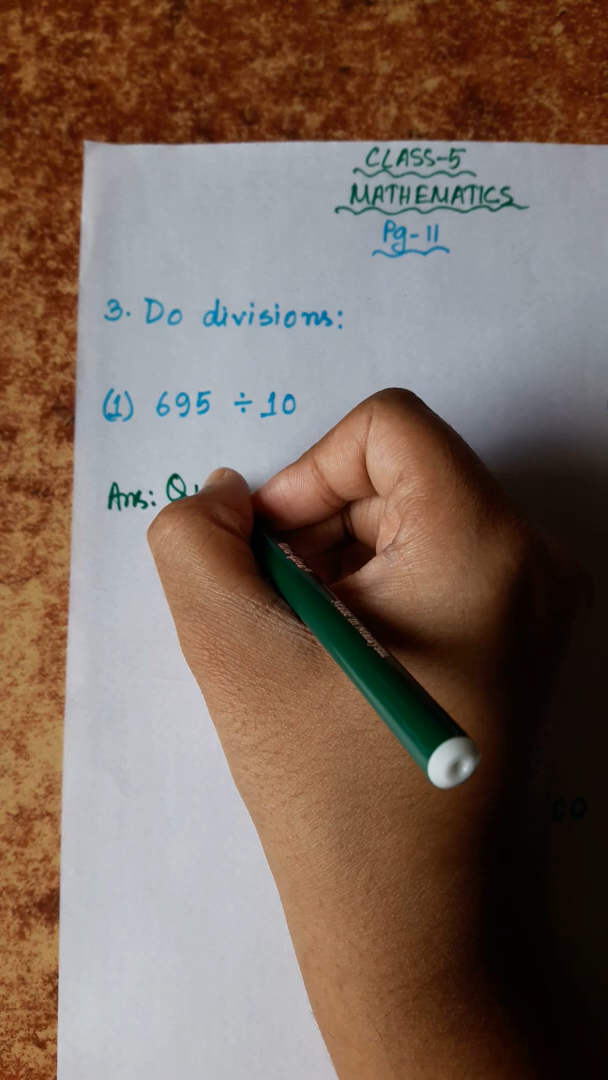 CLASS-5
MATHEMATICS
Pg-11
3. Do divisions:
(1) 695 ÷ 10
Ans: